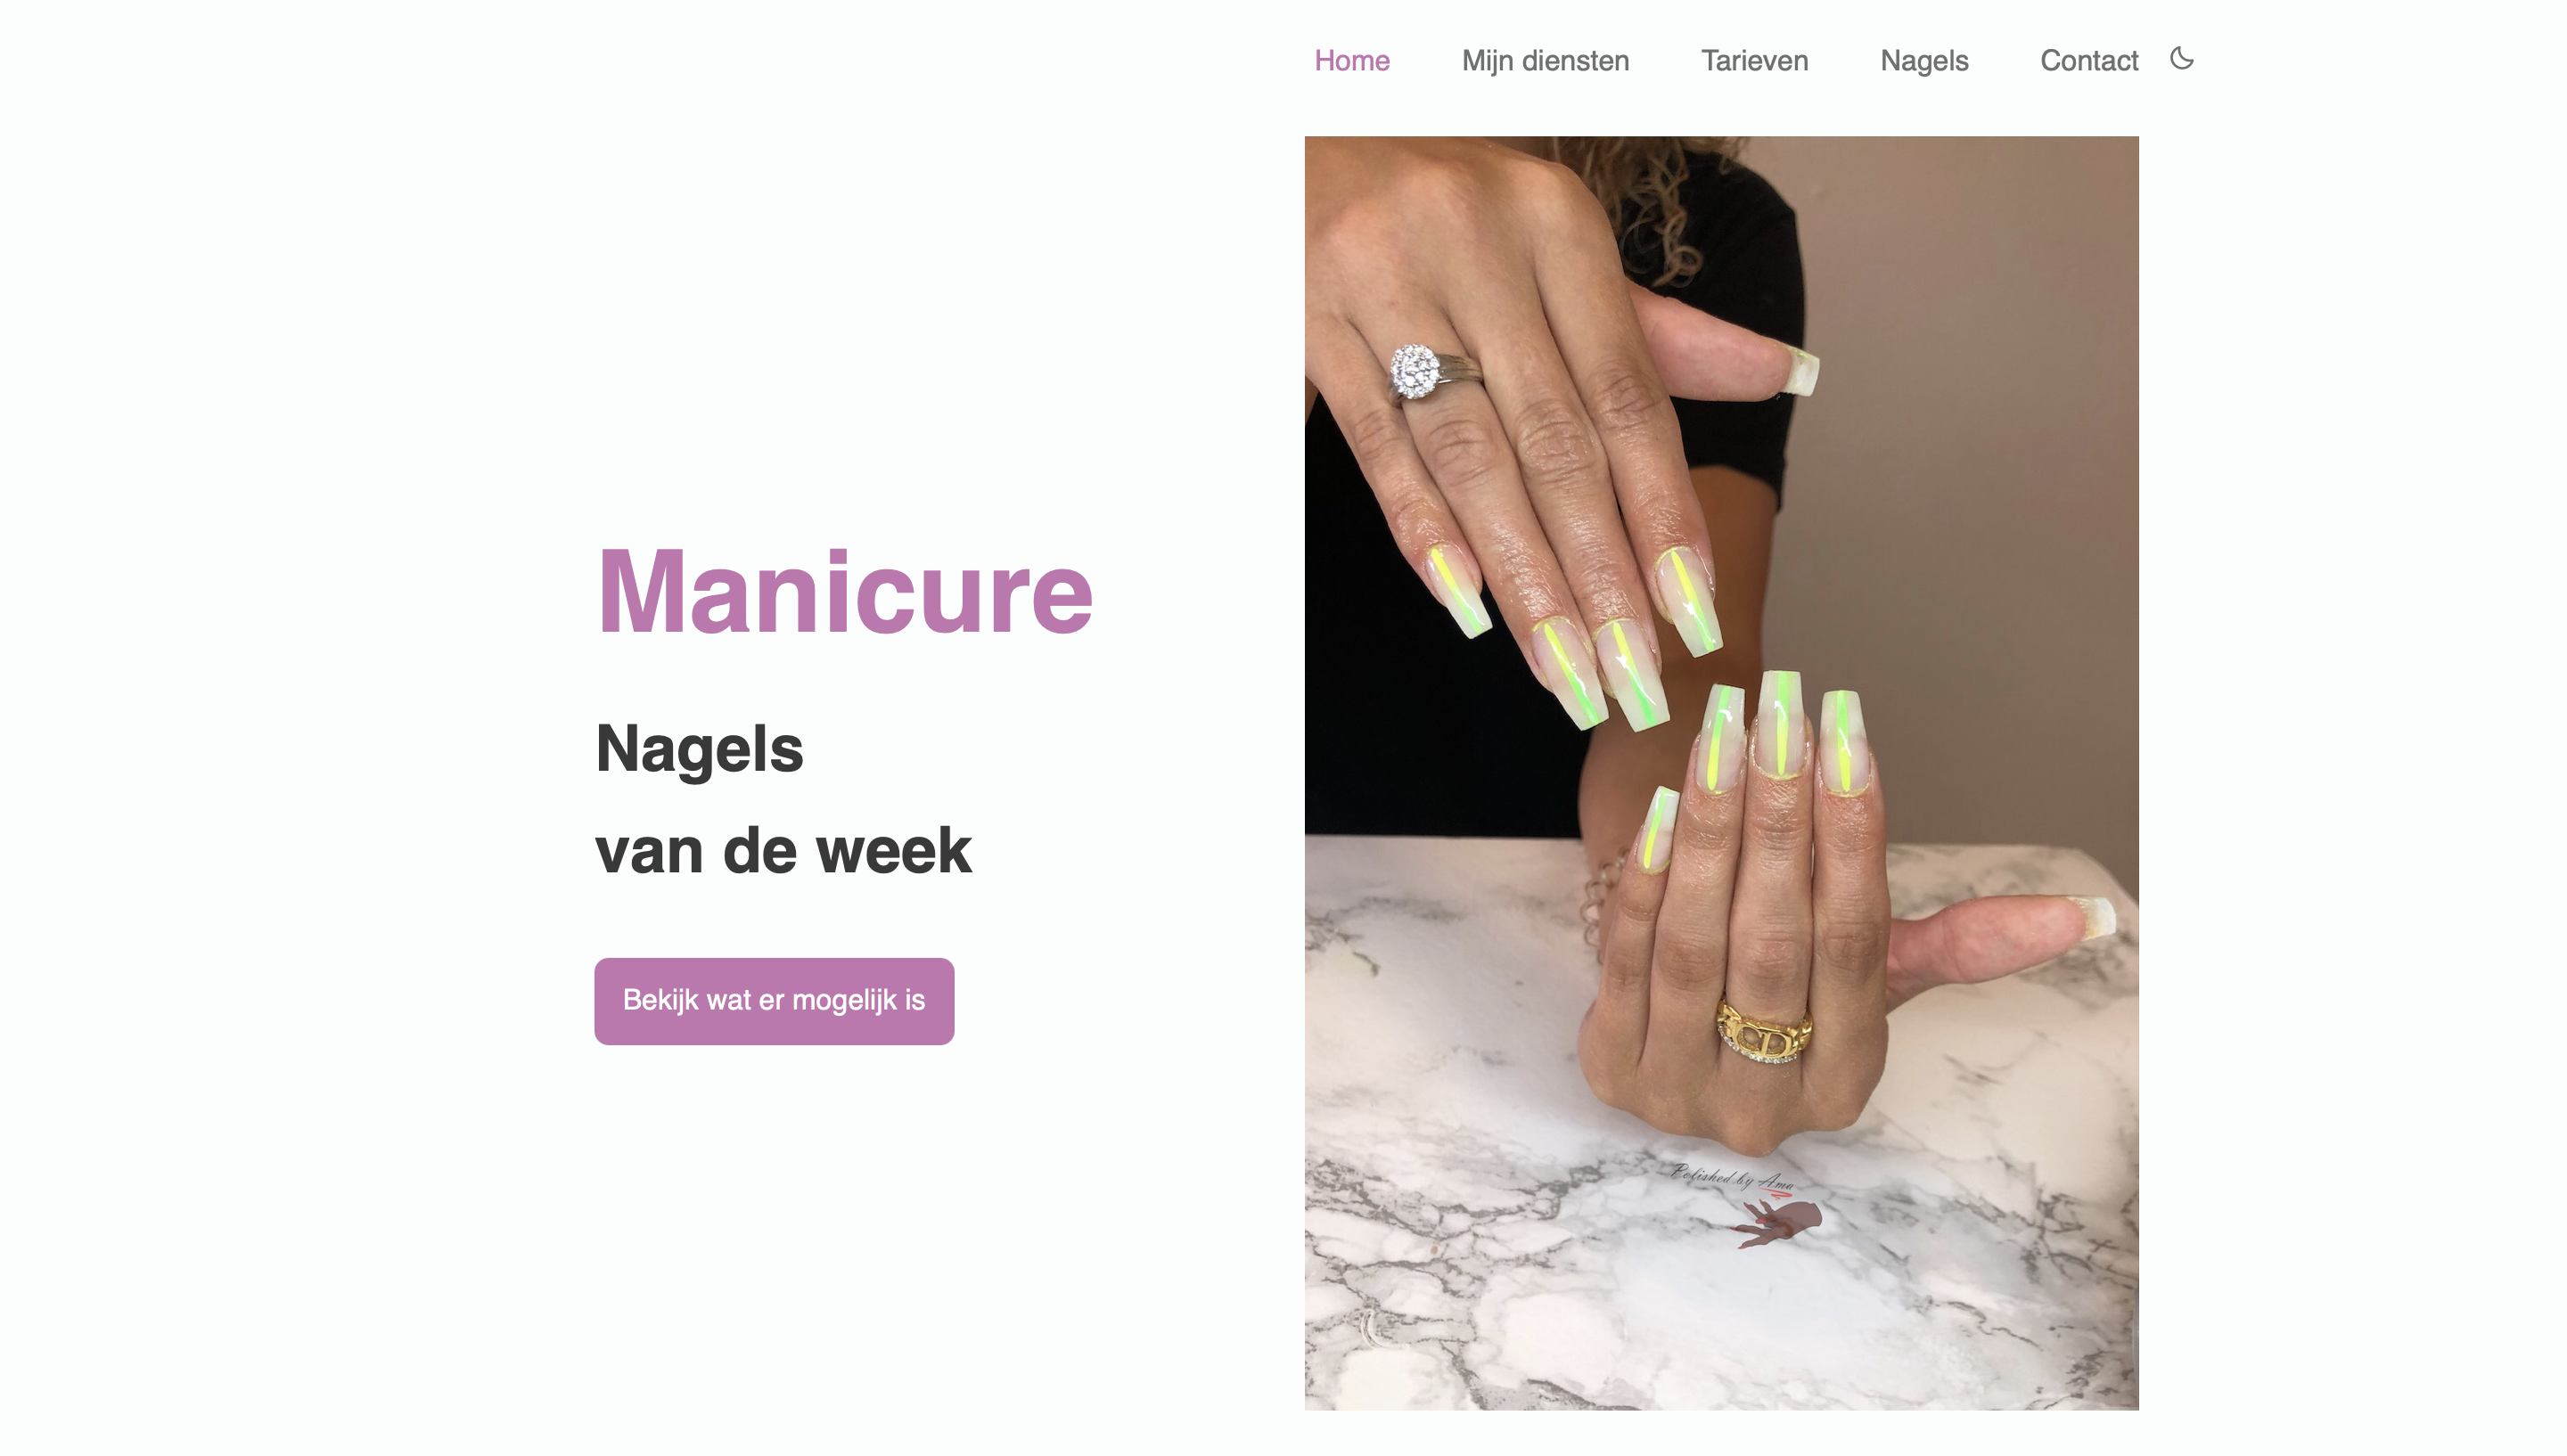 Home Mijn diensten Tarieven Nagels Contact
Manicure
Nagels
van de week
Bekijk wat er mogelijk is
CD
Polished by Ama